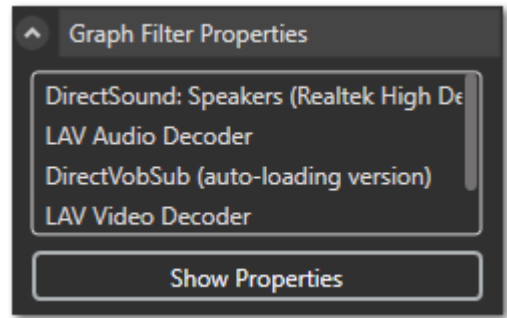 Graph Filter Properties
DirectSound: Speakers (Realtek High De
LAV Audio Decoder
DirectVobSub (auto-loading version)
LAV Video Decoder
Show Properties